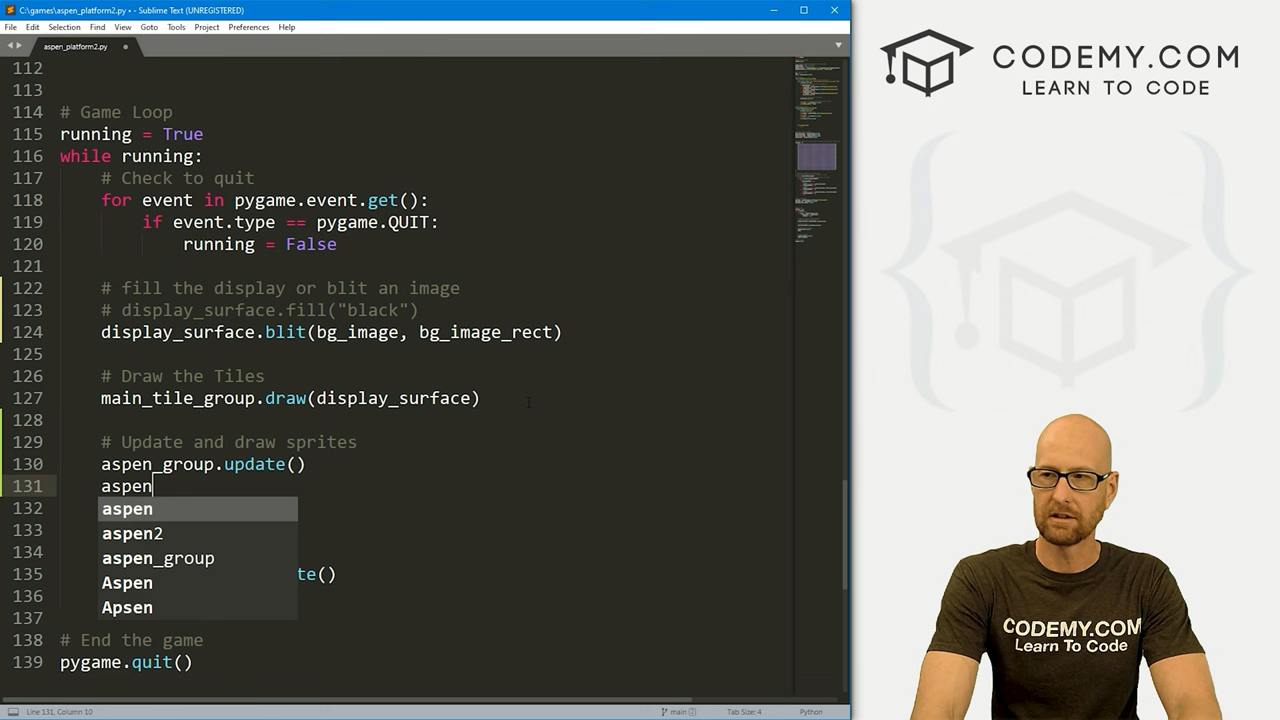 C:\games\aspen_platform2.py • - Sublime Text (UNREGISTERED)
File Edit Selection Find View Goto Tools Project Preferences Help
aspen_platform2.py
112
113
114 # Game Loop
115 running = True
116 while running:
117 # Check to quit
118 for event in pygame.event.get():
119 if event.type == pygame.QUIT:
120 running = False
121
122 # fill the display or blit an image
123 # display_surface.fill("black")
124 display_surface.blit(bg_image, bg_image_rect)
125
126 # Draw the Tiles
127 main_tile_group.draw(display_surface)
128
129 # Update and draw sprites
130 aspen_group.update()
131 aspen
132
133
134
135 te()
136
137
138 # End the game
139 pygame.quit()
aspen
aspen2
aspen_group
Aspen
Apsen
Line 131, Column 10
main 2
Tab Size: 4
Python
CODEMY.COM
LEARN TO CODE
CODEMY.COM
Learn To Code